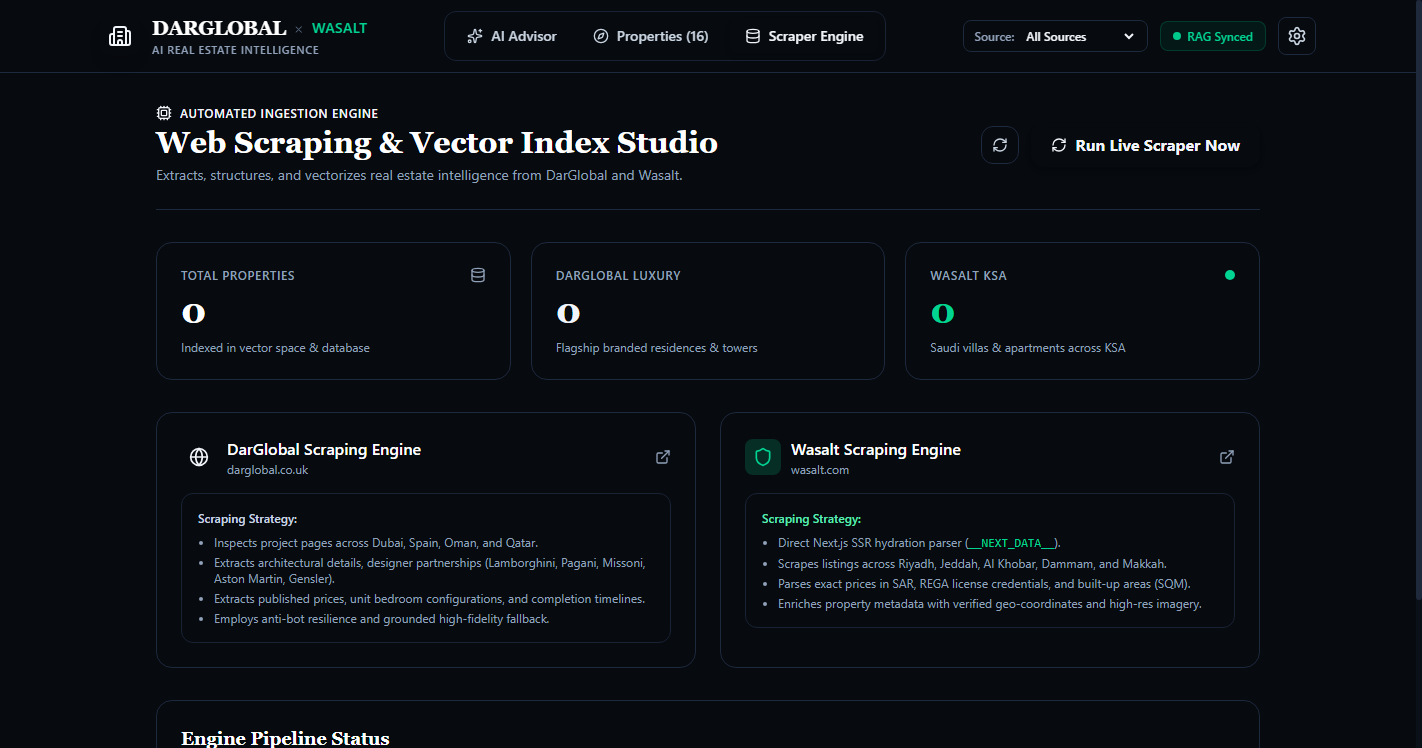 DARGLOBAL × WASALT
AI REAL ESTATE INTELLIGENCE
AI Advisor
Properties (16)
Scraper Engine
Source: All Sources
RAG Synced
AUTOMATED INGESTION ENGINE
Web Scraping & Vector Index Studio
Extracts, structures, and vectorizes real estate intelligence from DarGlobal and Wasalt.
Run Live Scraper Now
TOTAL PROPERTIES
0
Indexed in vector space & database
DARGLOBAL LUXURY
0
Flagship branded residences & towers
WASALT KSA
0
Saudi villas & apartments across KSA
DarGlobal Scraping Engine
darglobal.co.uk
Scraping Strategy:
• Inspects project pages across Dubai, Spain, Oman, and Qatar.
• Extracts architectural details, designer partnerships (Lamborghini, Pagani, Missoni,
Aston Martin, Gensler).
• Extracts published prices, unit bedroom configurations, and completion timelines.
• Employs anti-bot resilience and grounded high-fidelity fallback.
Wasalt Scraping Engine
wasalt.com
Scraping Strategy:
• Direct Next.js SSR hydration parser (__NEXT_DATA__).
• Scrapes listings across Riyadh, Jeddah, Al Khobar, Dammam, and Makkah.
• Parses exact prices in SAR, REGA license credentials, and built-up areas (SQM).
• Enriches property metadata with verified geo-coordinates and high-res imagery.
Engine Pipeline Status